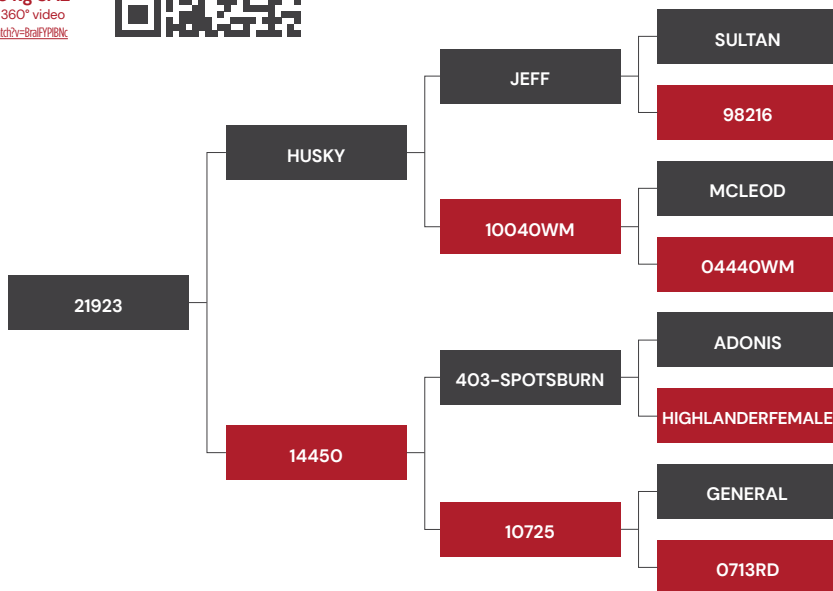 360° video
SULTAN
JEFF
98216
HUSKY
MCLEOD
10040WM
04440WM
21923
ADONIS
403-SPOTSBURN
HIGHLANDERFEMALE
14450
GENERAL
10725
0713RD